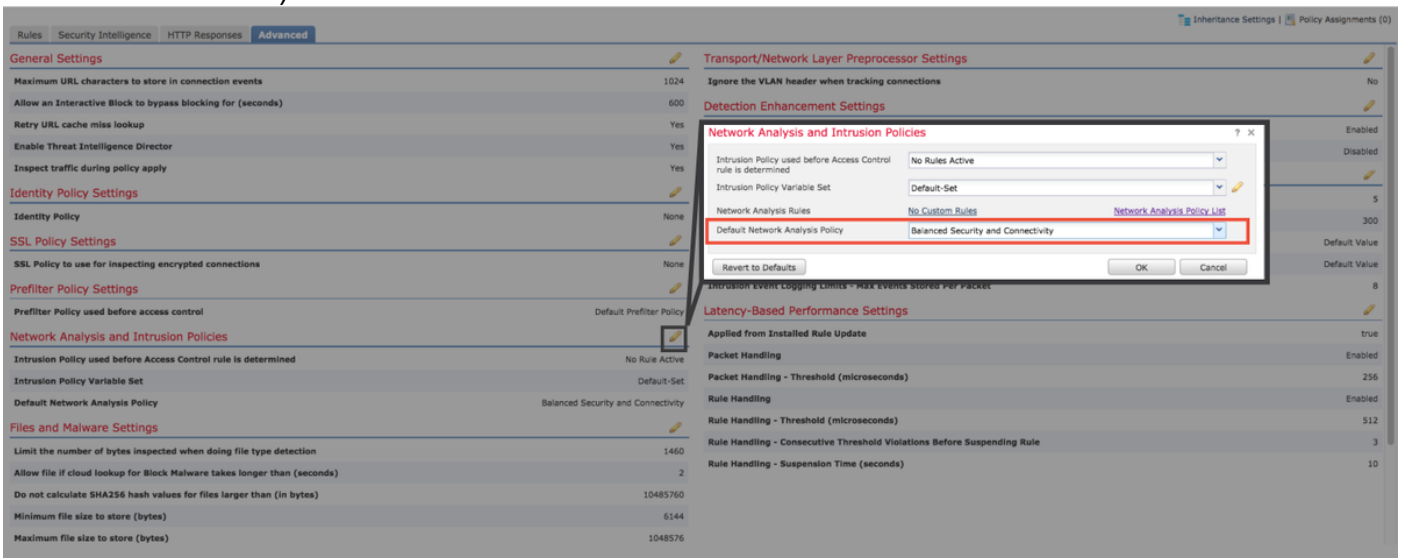 Inheritance Settings | Policy Assignments (0)
Rules Security Intelligence HTTP Responses Advanced
General Settings
Maximum URL characters to store in connection events 1024
Allow an Interactive Block to bypass blocking for (seconds) 600
Retry URL cache miss lookup Yes
Enable Threat Intelligence Director Yes
Inspect traffic during policy apply Yes
Identity Policy Settings
Identity Policy None
SSL Policy Settings
SSL Policy to use for inspecting encrypted connections None
Prefilter Policy Settings
Prefilter Policy used before access control Default Prefilter Policy
Network Analysis and Intrusion Policies
Intrusion Policy used before Access Control rule is determined No Rule Active
Intrusion Policy Variable Set Default-Set
Default Network Analysis Policy Balanced Security and Connectivity
Files and Malware Settings
Limit the number of bytes inspected when doing file type detection 1460
Allow file if cloud lookup for Block Malware takes longer than (seconds) 2
Do not calculate SHA256 hash values for files larger than (in bytes) 10485760
Minimum file size to store (bytes) 6144
Maximum file size to store (bytes) 1048576
Transport/Network Layer Preprocessor Settings
Ignore the VLAN header when tracking connections No
Detection Enhancement Settings
Enabled
Disabled
5
300
Default Value
Default Value
Network Analysis and Intrusion Policies ? ×
Intrusion Policy used before Access Control
rule is determined
No Rules Active
Intrusion Policy Variable Set Default-Set
Network Analysis Rules No Custom Rules Network Analysis Policy List
Default Network Analysis Policy Balanced Security and Connectivity
Revert to Defaults OK Cancel
Intrusion Event Logging Limits - Max Events Stored Per Packet 8
Latency-Based Performance Settings
Applied from Installed Rule Update true
Packet Handling Enabled
Packet Handling - Threshold (microseconds) 256
Rule Handling Enabled
Rule Handling - Threshold (microseconds) 512
Rule Handling - Consecutive Threshold Violations Before Suspending Rule 3
Rule Handling - Suspension Time (seconds) 10